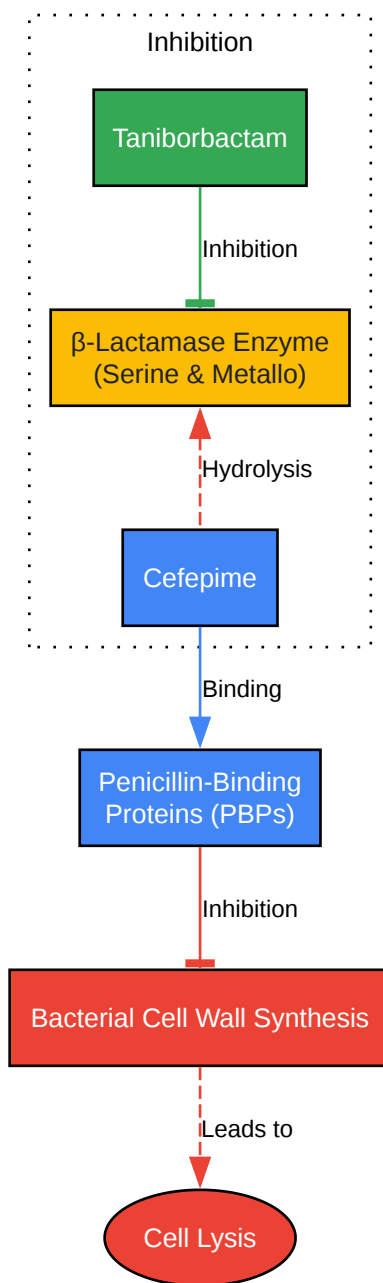 Inhibition
Taniborbactam
Inhibition
β-Lactamase Enzyme
(Serine & Metallo)
Hydrolysis
Cefepime
Binding
Penicillin-Binding
Proteins (PBPs)
Inhibition
Bacterial Cell Wall Synthesis
Leads to
Cell Lysis